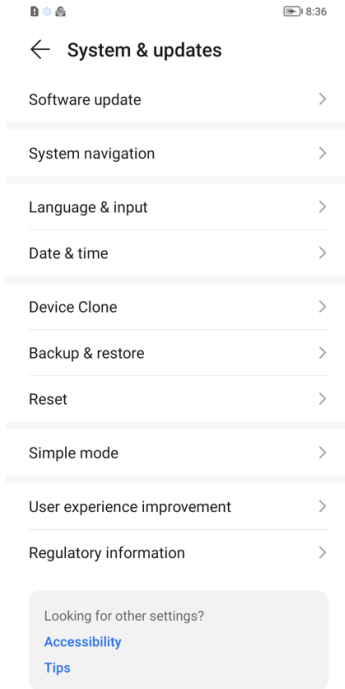 8:36
System & updates
Software update
System navigation
Language & input
Date & time
Device Clone
Backup & restore
Reset
Simple mode
User experience improvement
Regulatory information
Looking for other settings?
Accessibility
Tips